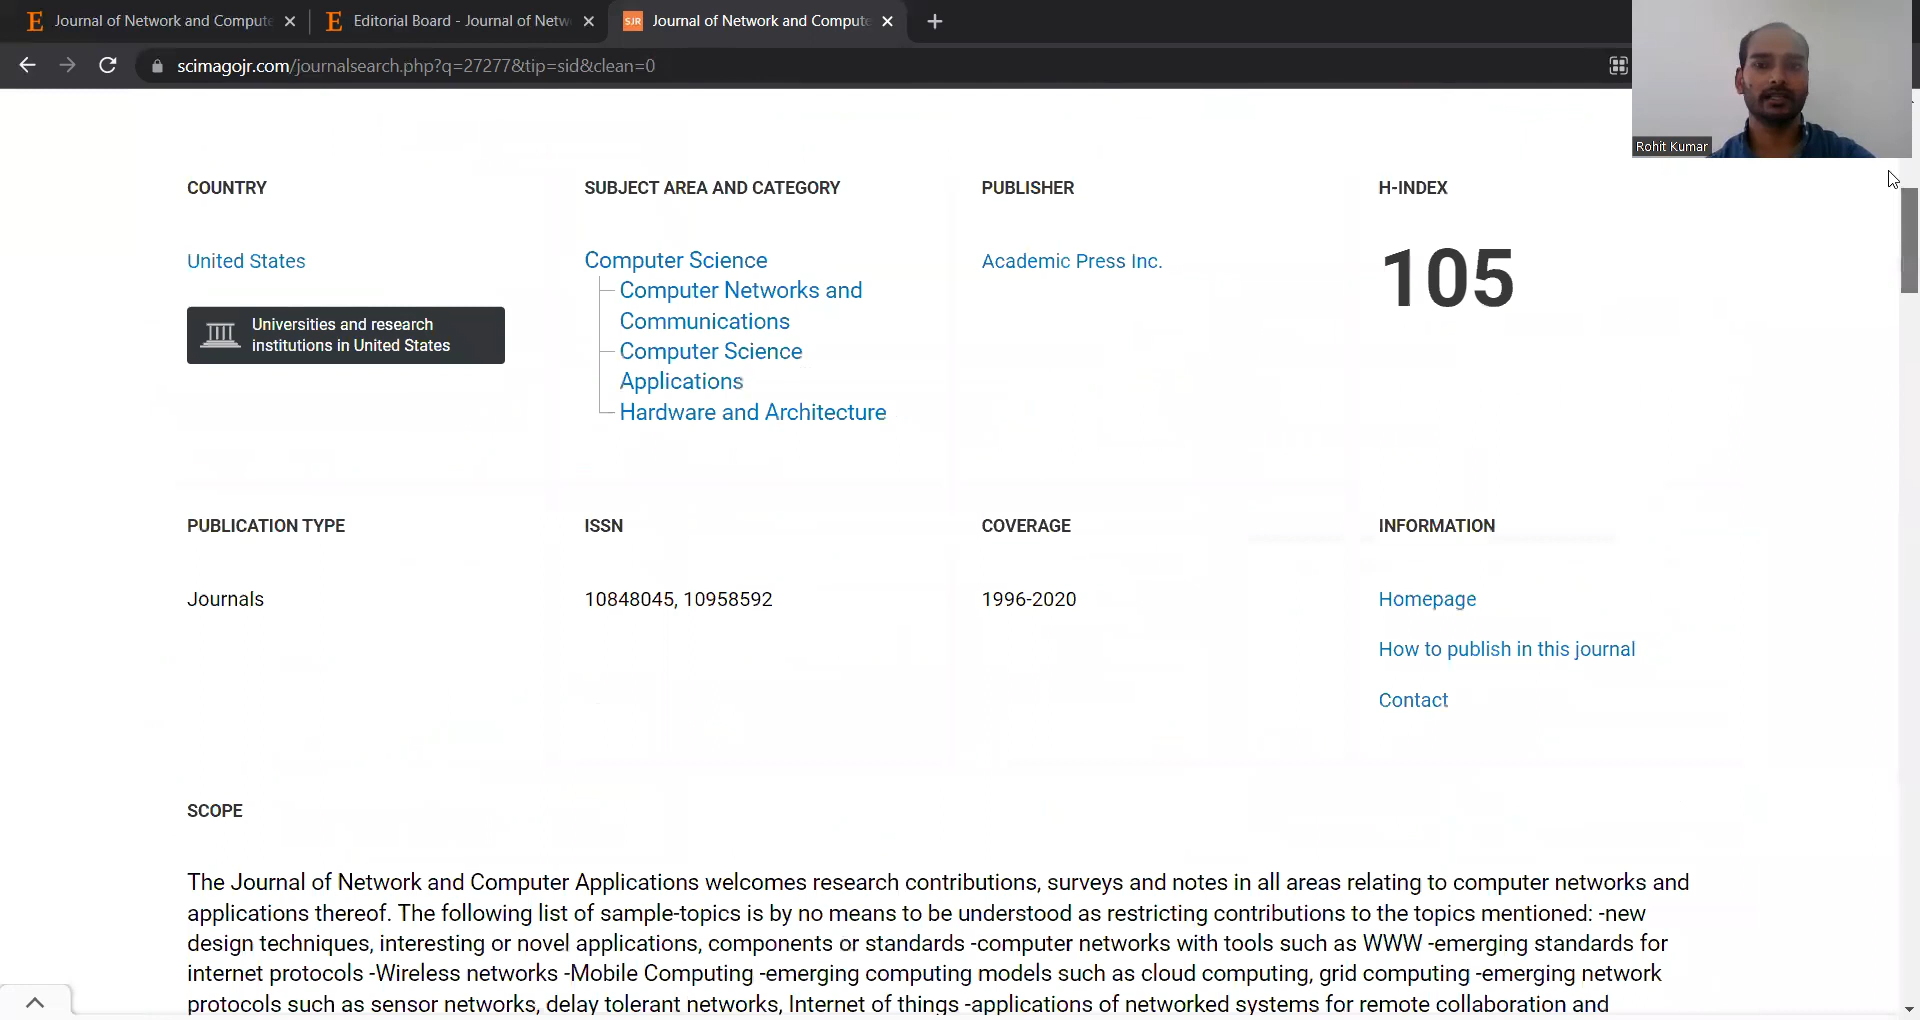 Journal of Network and Compute
Editorial Board - Journal of Netw
SJR
Journal of Network and Compute
scimagojr.com/journalsearch.php?q=27277&tip=sid&clean=0
Rohit Kumar
COUNTRY
SUBJECT AREA AND CATEGORY
PUBLISHER
H-INDEX
United States
Universities and research
institutions in United States
Computer Science
Computer Networks and
Communications
Computer Science
Applications
Hardware and Architecture
Academic Press Inc.
105
PUBLICATION TYPE
ISSN
COVERAGE
INFORMATION
Journals
10848045, 10958592
1996-2020
Homepage
How to publish in this journal
Contact
SCOPE
The Journal of Network and Computer Applications welcomes research contributions, surveys and notes in all areas relating to computer networks and
applications thereof. The following list of sample-topics is by no means to be understood as restricting contributions to the topics mentioned: -new
design techniques, interesting or novel applications, components or standards -computer networks with tools such as WWW -emerging standards for
internet protocols -Wireless networks -Mobile Computing -emerging computing models such as cloud computing, grid computing -emerging network
protocols such as sensor networks, delay tolerant networks, Internet of things -applications of networked systems for remote collaboration and